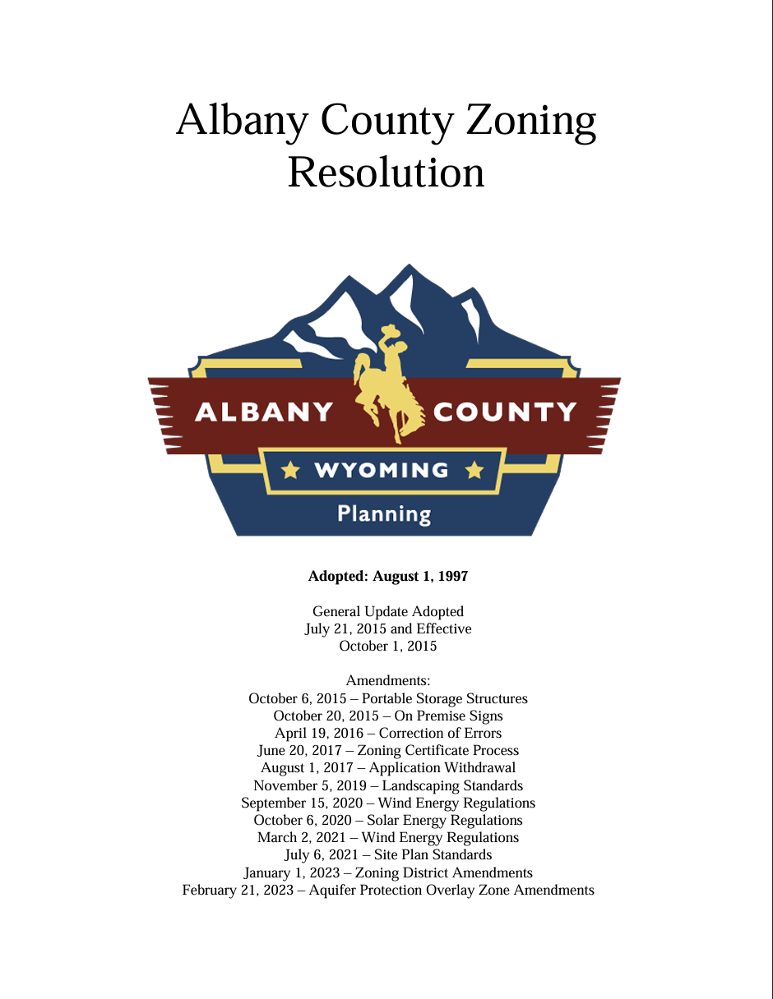 Albany County Zoning
Resolution
ALBANY COUNTY
WYOMING
Planning
Adopted: August 1, 1997
General Update Adopted
July 21, 2015 and Effective
October 1, 2015
Amendments:
October 6, 2015 – Portable Storage Structures
October 20, 2015 – On Premise Signs
April 19, 2016 – Correction of Errors
June 20, 2017 – Zoning Certificate Process
August 1, 2017 – Application Withdrawal
November 5, 2019 – Landscaping Standards
September 15, 2020 – Wind Energy Regulations
October 6, 2020 – Solar Energy Regulations
March 2, 2021 – Wind Energy Regulations
July 6, 2021 – Site Plan Standards
January 1, 2023 – Zoning District Amendments
February 21, 2023 – Aquifer Protection Overlay Zone Amendments